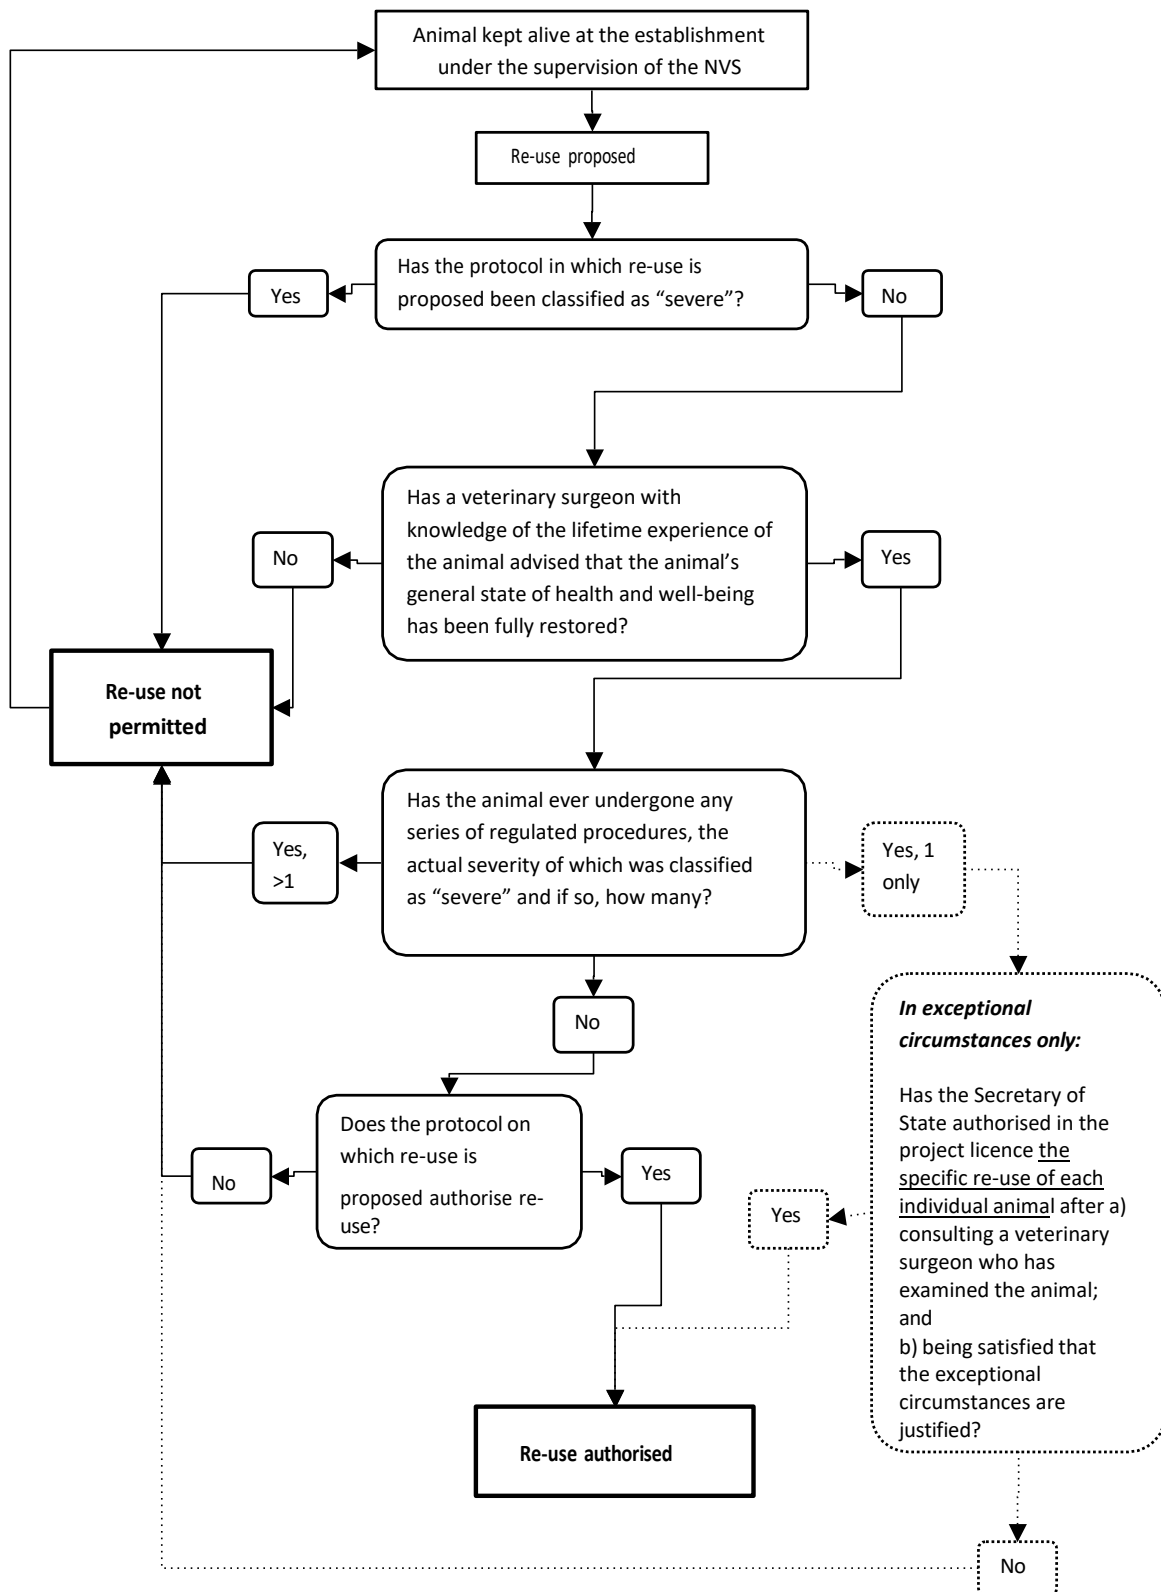 Animal kept alive at the establishment
under the supervision of the NVS
Re-use proposed
Has the protocol in which re-use is
proposed been classified as “severe”?
Yes
No
Has a veterinary surgeon with
knowledge of the lifetime experience of
the animal advised that the animal’s
general state of health and well-being
has been fully restored?
No
Yes
Re-use not
permitted
Has the animal ever undergone any
series of regulated procedures, the
actual severity of which was classified
as “severe” and if so, how many?
Yes,
>1
Yes, 1
only
No
In exceptional
circumstances only:
Has the Secretary of
State authorised in the
project licence the
specific re-use of each
individual animal after a)
consulting a veterinary
surgeon who has
examined the animal;
and
b) being satisfied that
the exceptional
circumstances are
justified?
Does the protocol on
which re-use is
proposed authorise re-
use?
No
Yes
Yes
Re-use authorised
No